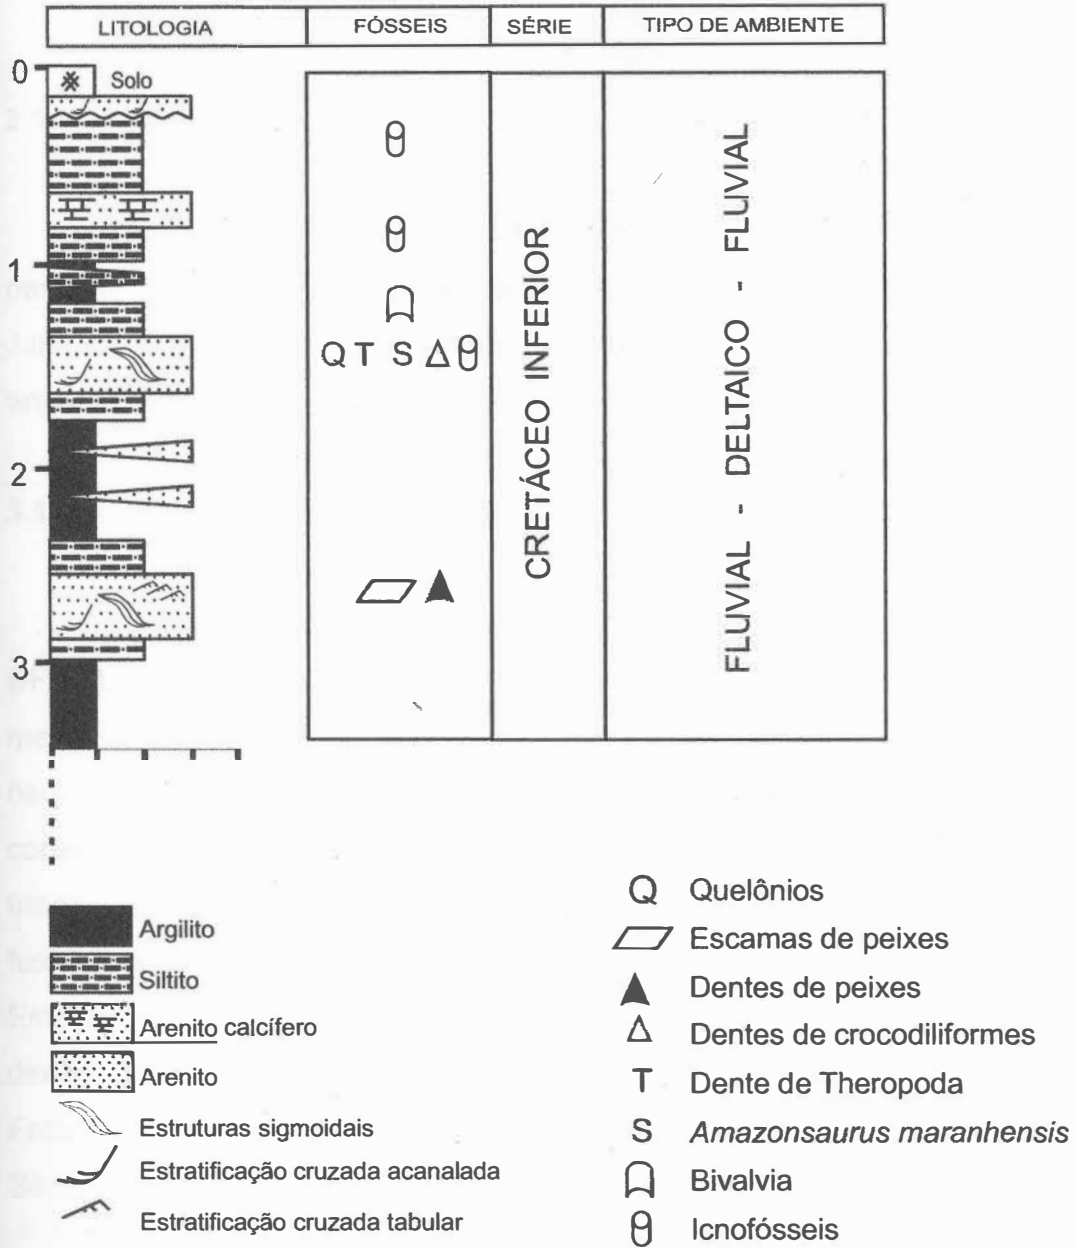 LITOLOGIA FÓSSEIS SÉRIE TIPO DE AMBIENTE
0 Solo
1
Q T S
2
3
CRETÁCEO INFERIOR
FLUVIAL - DELTAICO - FLUVIAL
Argilito
Siltito
Arenito calcífero
Arenito
Estruturas sigmoidais
Estratificação cruzada acanalada
Estratificação cruzada tabular
Q Quelônios
Escamas de peixes
Dentes de peixes
Dentes de crocodiliformes
T Dente de Theropoda
S Amazonsaurus maranhensis
Bivalvia
Icnofósseis